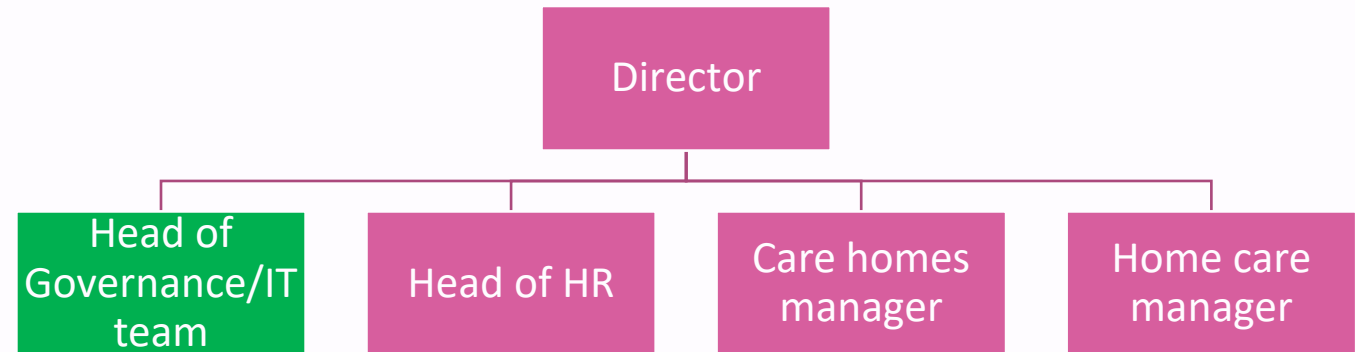 Director
Head of
Governance/IT
team
Head of HR
Care homes
manager
Home care
manager